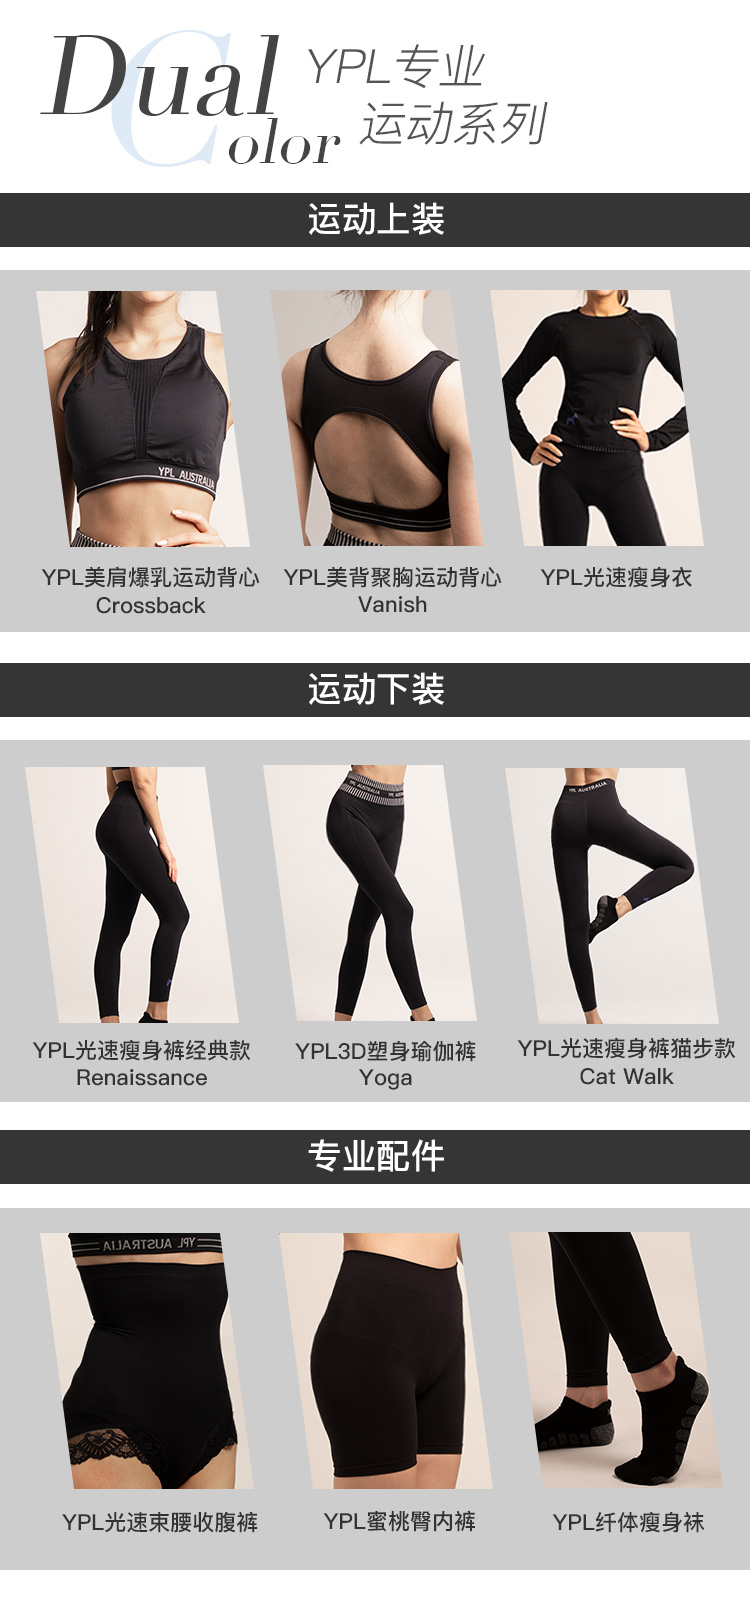 Dual
Color
YPL专业
运动系列
运动上装
YPL AUSTRALIA
YPL美肩爆乳运动背心
Crossback
YPL美背聚胸运动背心
Vanish
YPL光速瘦身衣
运动下装
YPL AUSTRALIA
YPL AUSTRALIA
YPL光速瘦身裤经典款
Renaissance
YPL3D塑身瑜伽裤
Yoga
YPL光速瘦身裤猫步款
Cat Walk
专业配件
YPL AUSTRALIA
YPL光速束腰收腹裤
YPL蜜桃臀内裤
YPL纤体瘦身袜